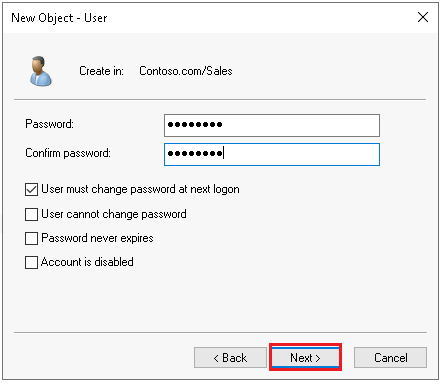 New Object - User
Create in: Contoso.com/Sales
Password: ●●●●●●●●
Confirm password: ●●●●●●●●
User must change password at next logon
User cannot change password
Password never expires
Account is disabled
< Back Next > Cancel